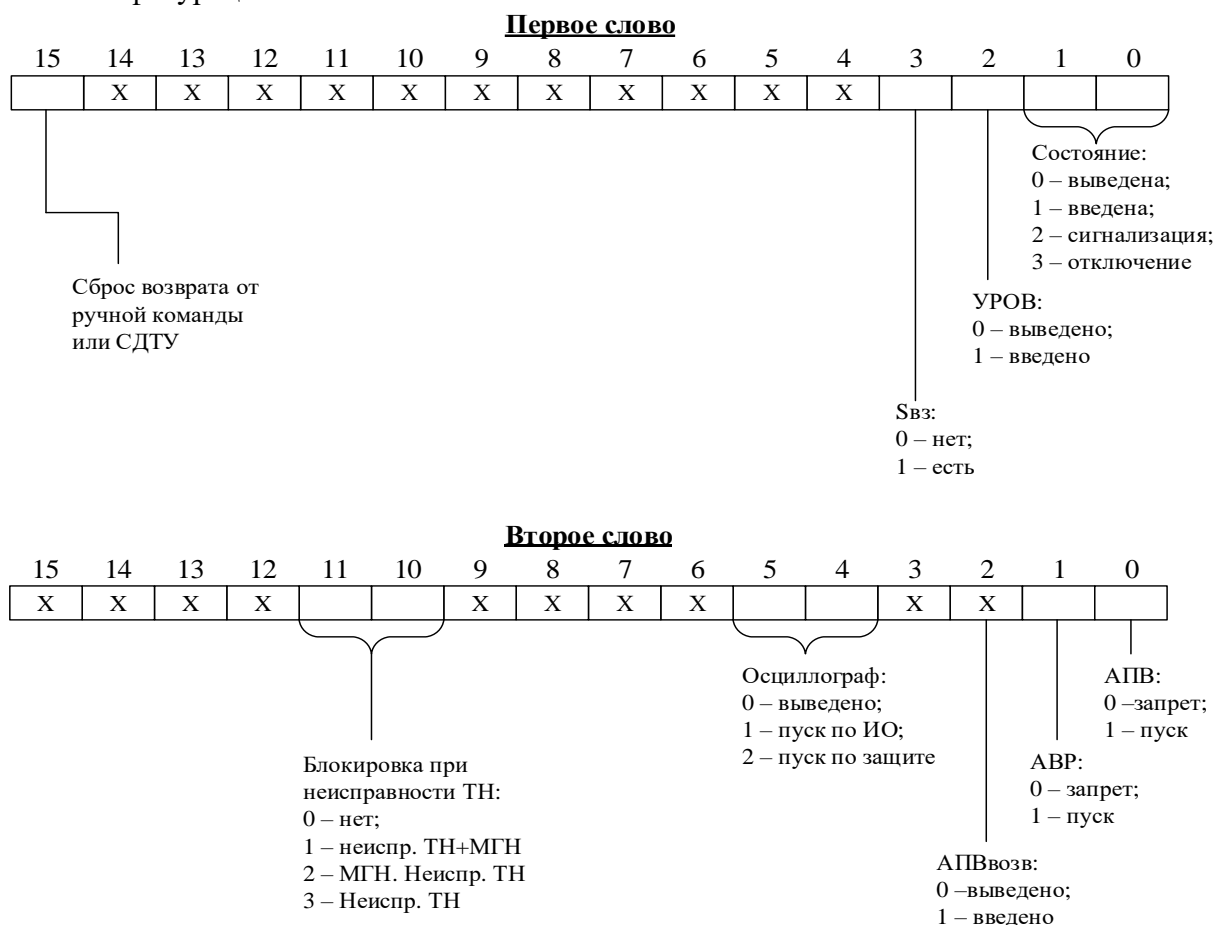 Первое слово
15 14 13 12 11 10 9 8 7 6 5 4 3 2 1 0
X X X X X X X X X X X
Состояние:
0 – выведена;
1 – введена;
2 – сигнализация;
3 – отключение
Сброс возврата от
ручной команды
или СДТУ
УРОВ:
0 – выведено;
1 – введено
Sвз:
0 – нет;
1 – есть
Второе слово
15 14 13 12 11 10 9 8 7 6 5 4 3 2 1 0
X X X X X X X X X X
Осциллограф:
0 – выведено;
1 – пуск по ИО;
2 – пуск по защите
АПВ:
0 –запрет;
1 – пуск
Блокировка при
неисправности ТН:
0 – нет;
1 – неиспр. ТН+МГН
2 – МГН. Неиспр. ТН
3 – Неиспр. ТН
АВР:
0 – запрет;
1 – пуск
АПВвозв:
0 –выведено;
1 – введено